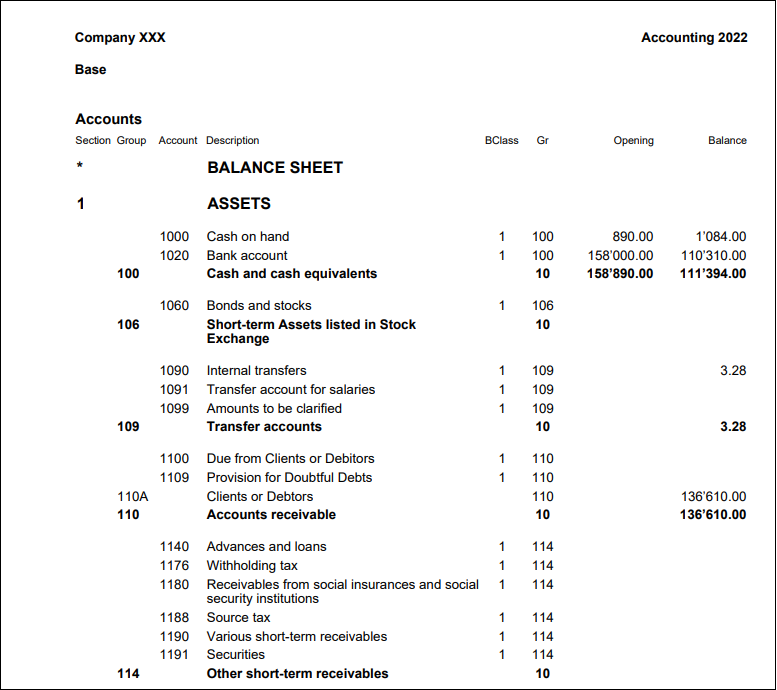 Company XXX Accounting 2022
Base
Accounts
Section Group Account Description BClass Gr Opening Balance
* BALANCE SHEET
1 ASSETS
1000 Cash on hand 1 100 890.00 1’084.00
1020 Bank account 1 100 158’000.00 110’310.00
100 Cash and cash equivalents 10 158’890.00 111’394.00
1060 Bonds and stocks 1 106
106 Short-term Assets listed in Stock 10
Exchange
1090 Internal transfers 1 109 3.28
1091 Transfer account for salaries 1 109
1099 Amounts to be clarified 1 109
109 Transfer accounts 10 3.28
1100 Due from Clients or Debitors 1 110
1109 Provision for Doubtful Debts 1 110
110A Clients or Debtors 110 136’610.00
110 Accounts receivable 10 136’610.00
1140 Advances and loans 1 114
1176 Withholding tax 1 114
1180 Receivables from social insurances and social 1 114
security institutions
1188 Source tax 1 114
1190 Various short-term receivables 1 114
1191 Securities 1 114
114 Other short-term receivables 10